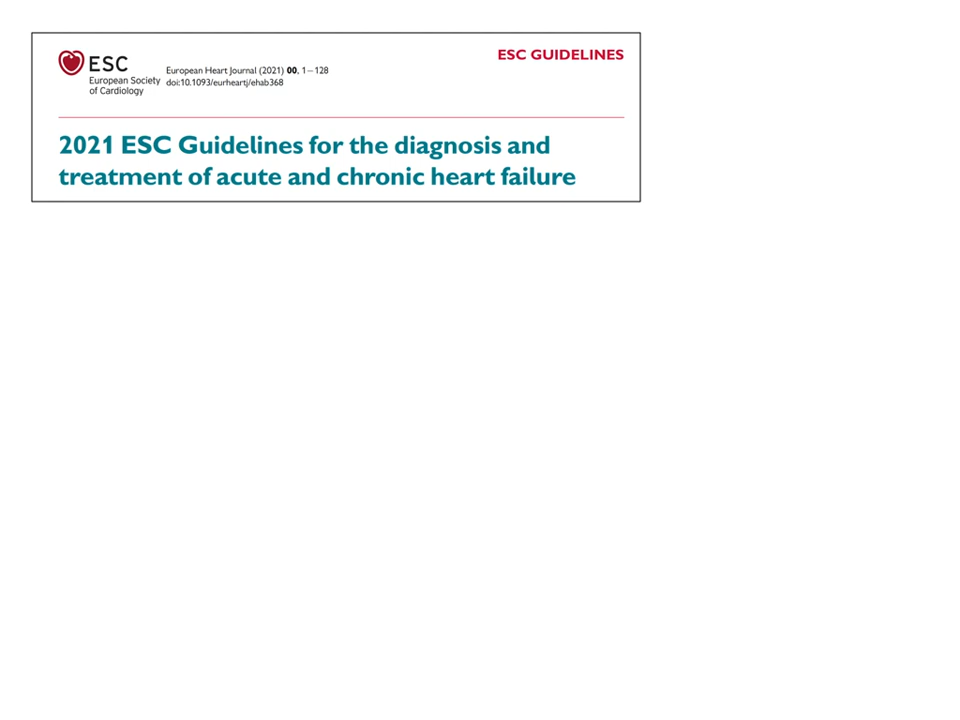 ESC GUIDELINES
ESC
European Society
of Cardiology
European Heart Journal (2021) 00, 1–128
doi:10.1093/eurheartj/ehab368
2021 ESC Guidelines for the diagnosis and
treatment of acute and chronic heart failure